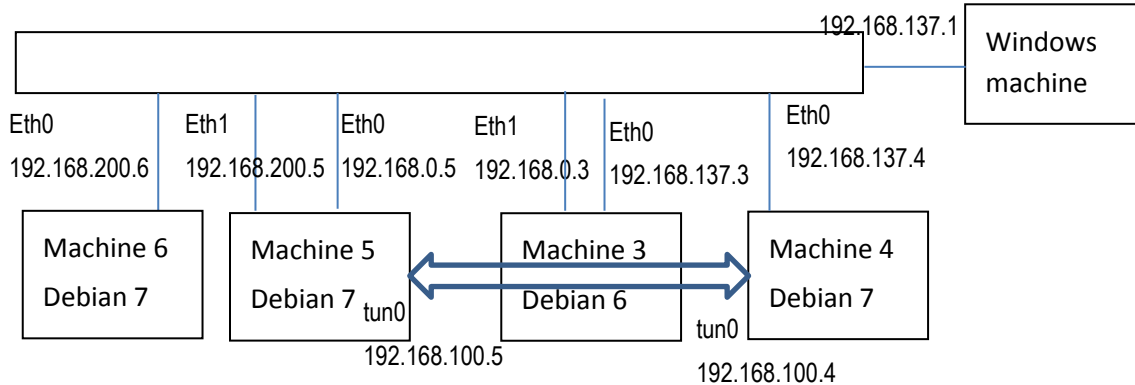 192.168.137.1
Windows
machine
Eth0
192.168.200.6
Eth1
192.168.200.5
Eth0
192.168.0.5
Eth1
192.168.0.3
Eth0
192.168.137.3
Eth0
192.168.137.4
Machine 6
Debian 7
Machine 5
Debian 7
tun0
192.168.100.5
Machine 3
Debian 6
Machine 4
Debian 7
tun0
192.168.100.4